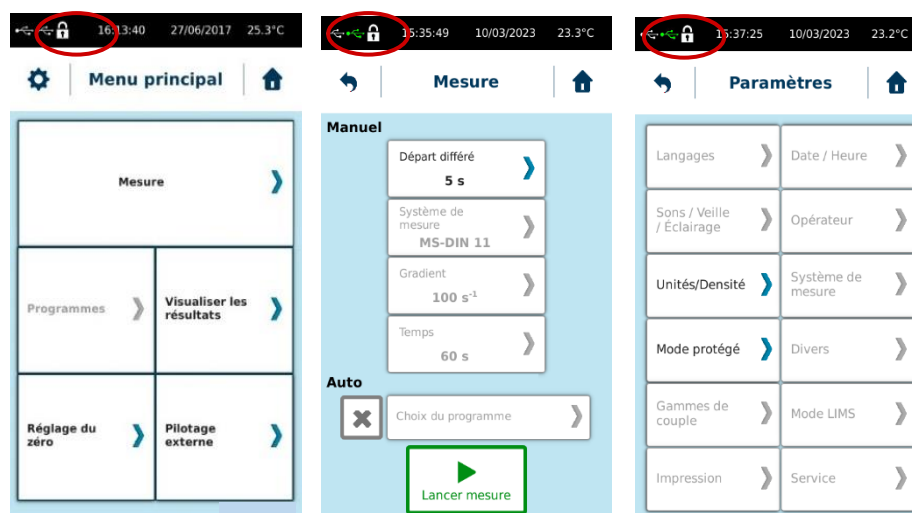 16:13:40 27/06/2017 25.3°C
Menu principal
Mesure
Programmes
Visualiser les
résultats
Réglage du
zéro
Pilotage
externe
15:35:49 10/03/2023 23.3°C
Mesure
Manuel
Départ différé
5 s
Système de
mesure
MS-DIN 11
Gradient
100 s⁻¹
Temps
60 s
Auto
Choix du programme
Lancer mesure
15:37:25 10/03/2023 23.2°C
Paramètres
Langages
Date / Heure
Sons / Veille
/ Éclairage
Opérateur
Unités/Densité
Système de
mesure
Mode protégé
Divers
Gammes de
couple
Mode LIMS
Impression
Service